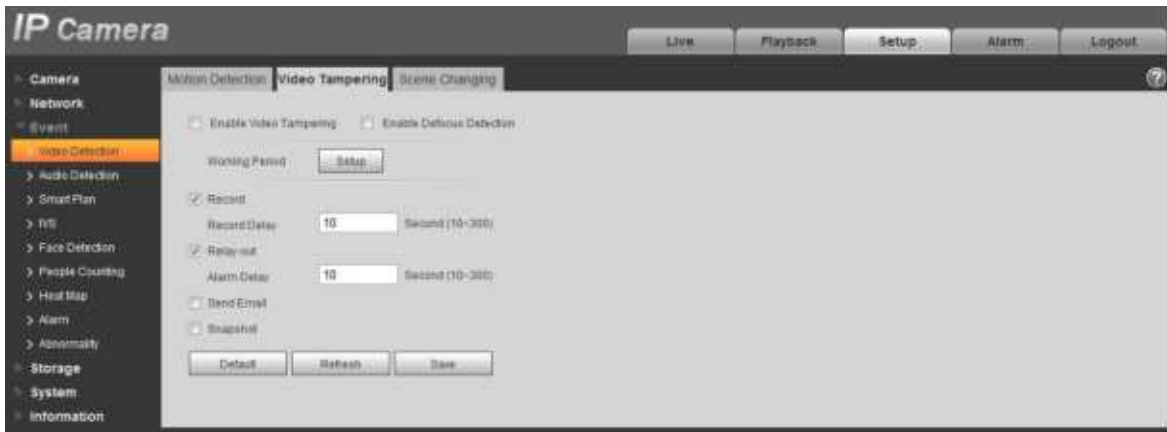 IP Camera
Live
Playback
Setup
Alarm
Logout
Camera
Network
Event
Video Detection
Audio Detection
Smart Plan
IVS
Face Detection
People Counting
Heat Map
Alarm
Abnormality
Storage
System
Information
Motion Detection
Video Tampering
Scene Changing
?
Enable Video Tampering
Enable Defocus Detection
Working Period
Setup
Record
Record Delay
10
Second (10~300)
Relay-out
Alarm Delay
10
Second (10~300)
Send Email
Snapshot
Default
Refresh
Save